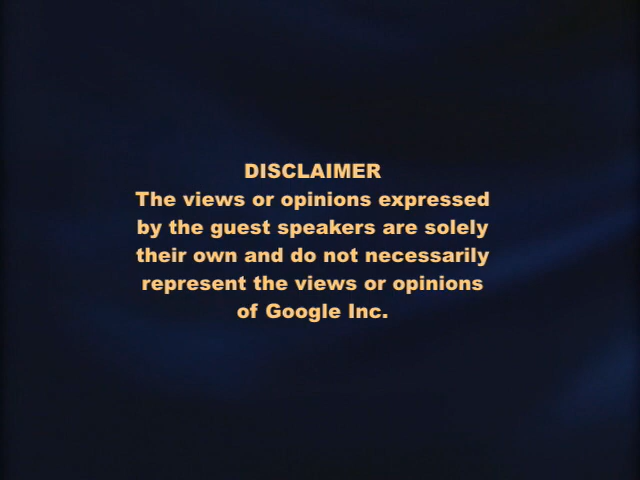 DISCLAIMER
The views or opinions expressed
by the guest speakers are solely
their own and do not necessarily
represent the views or opinions
of Google Inc.